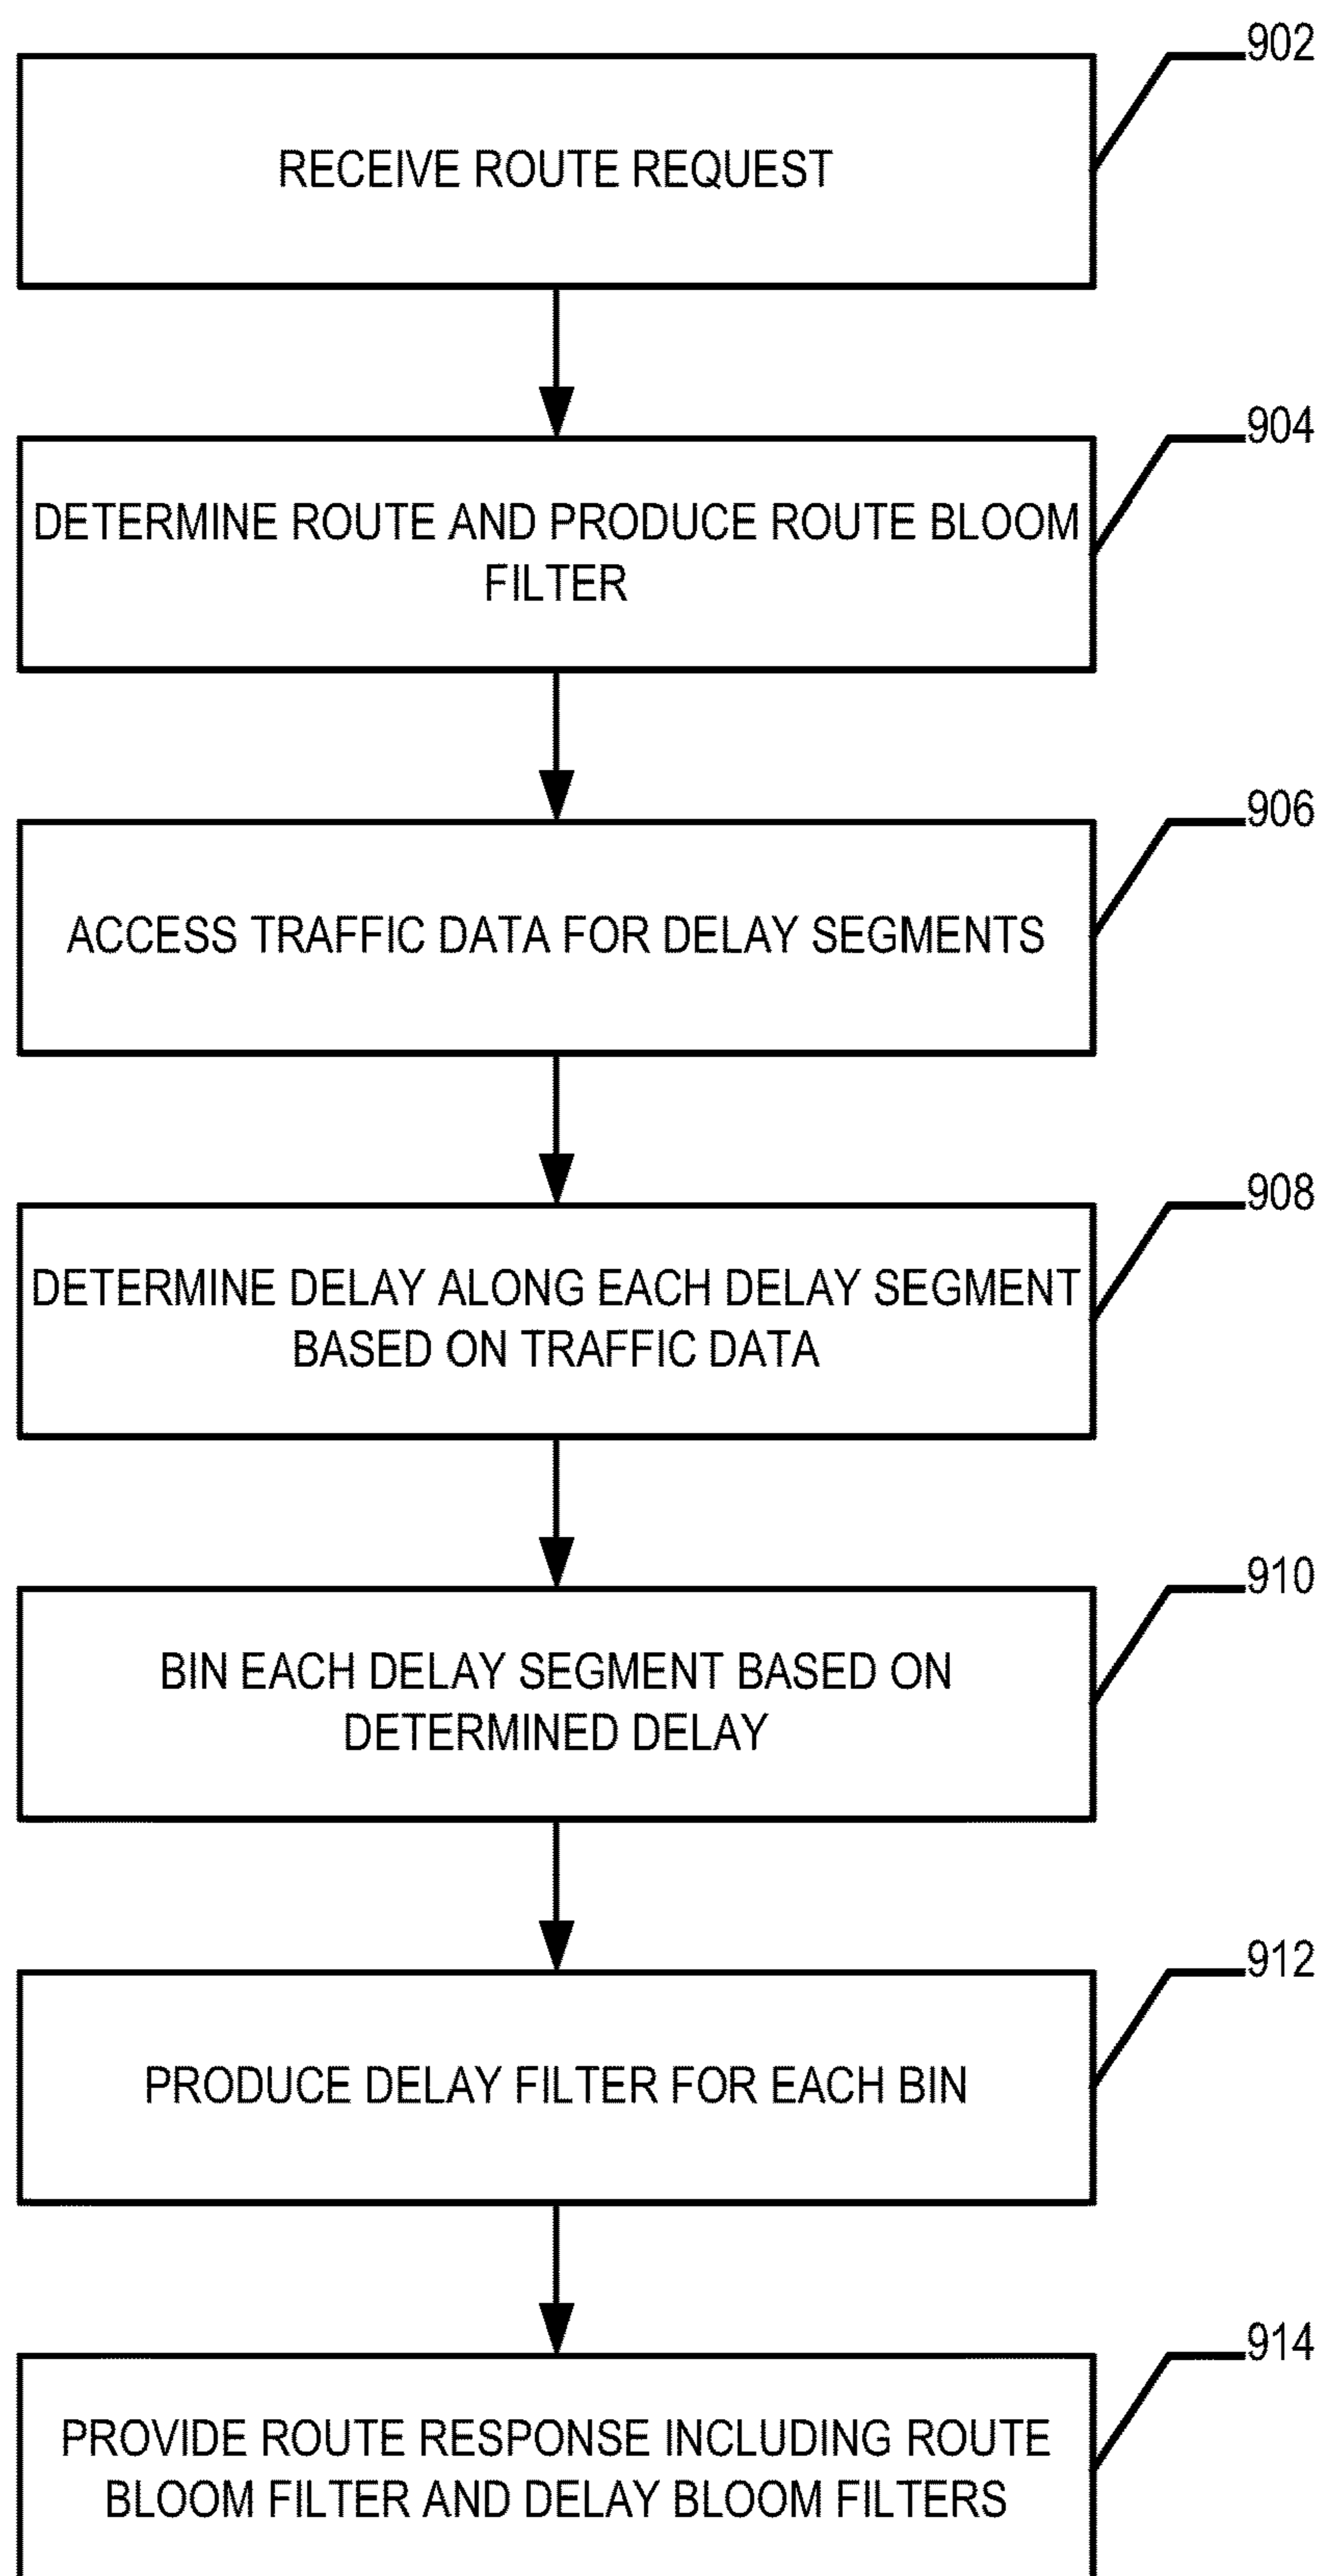 902
RECEIVE ROUTE REQUEST
904
DETERMINE ROUTE AND PRODUCE ROUTE BLOOM
FILTER
906
ACCESS TRAFFIC DATA FOR DELAY SEGMENTS
908
DETERMINE DELAY ALONG EACH DELAY SEGMENT
BASED ON TRAFFIC DATA
910
BIN EACH DELAY SEGMENT BASED ON
DETERMINED DELAY
912
PRODUCE DELAY FILTER FOR EACH BIN
914
PROVIDE ROUTE RESPONSE INCLUDING ROUTE
BLOOM FILTER AND DELAY BLOOM FILTERS